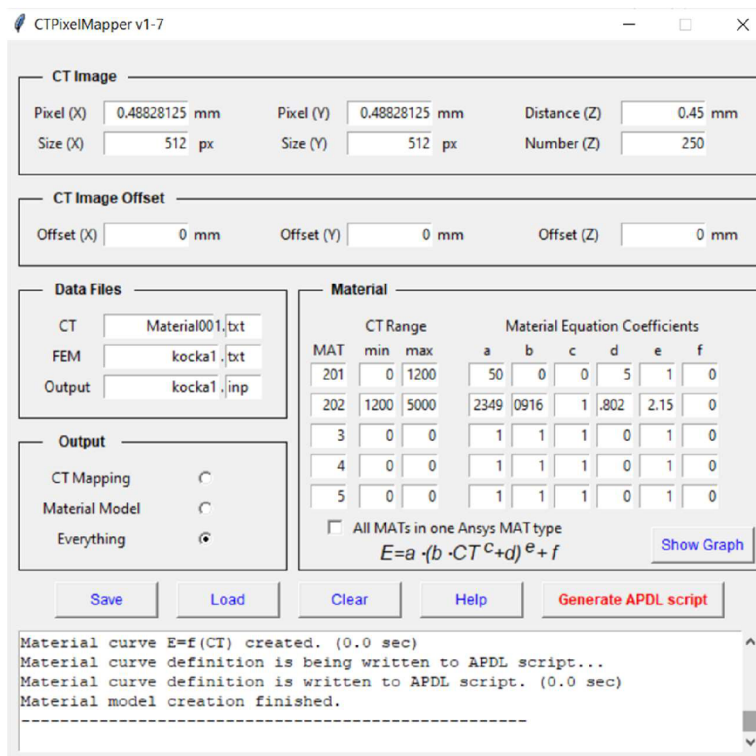 CTPixelMapper v1-7
CT Image
Pixel (X) 0.48828125 mm Pixel (Y) 0.48828125 mm Distance (Z) 0.45 mm
Size (X) 512 px Size (Y) 512 px Number (Z) 250
CT Image Offset
Offset (X) 0 mm Offset (Y) 0 mm Offset (Z) 0 mm
Data Files
CT Material001.txt
FEM kocka1 .txt
Output kocka1 .inp
Output
CT Mapping
Material Model
Everything
Material
CT Range Material Equation Coefficients
MAT min max a b c d e f
201 0 1200 50 0 0 5 1 0
202 1200 5000 2349 0916 1 .802 2.15 0
3 0 0 1 1 1 0 1 0
4 0 0 1 1 1 0 1 0
5 0 0 1 1 1 0 1 0
All MATs in one Ansys MAT type
E=a·(b·CT^c+d)^e+f
Show Graph
Save Load Clear Help Generate APDL script
Material curve E=f(CT) created. (0.0 sec)
Material curve definition is being written to APDL script...
Material curve definition is written to APDL script. (0.0 sec)
Material model creation finished.
----------------------------------------------------